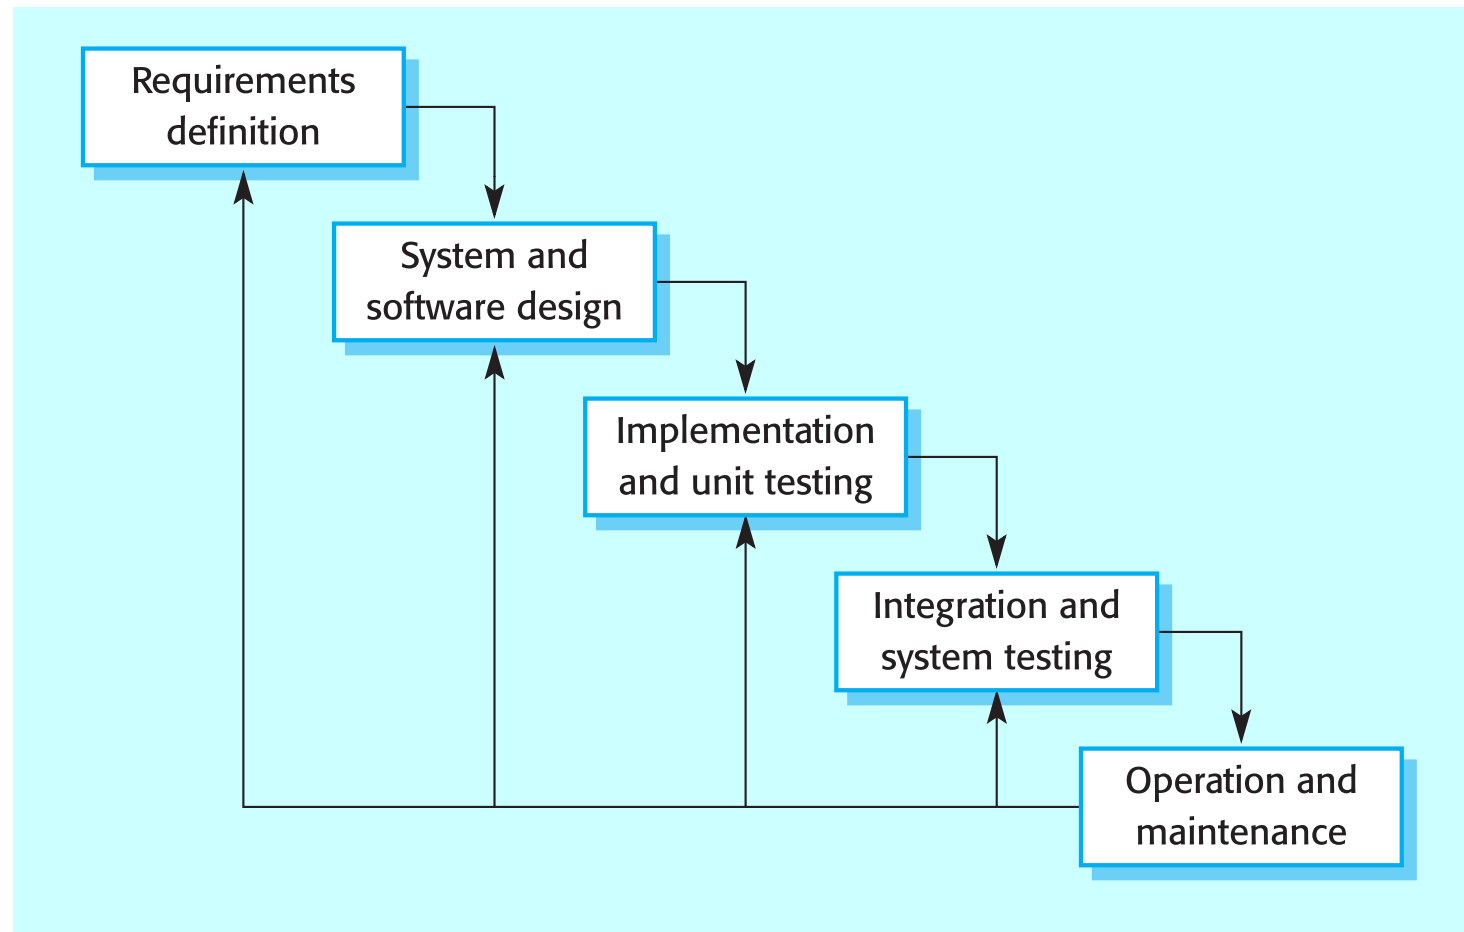 Requirements
definition
System and
software design
Implementation
and unit testing
Integration and
system testing
Operation and
maintenance